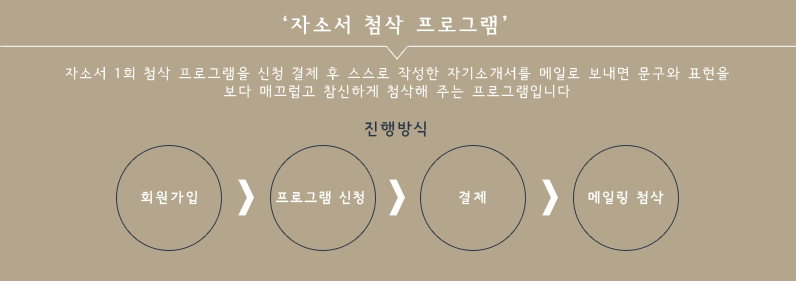 ‘자소서 첨삭 프로그램’
자소서 1회 첨삭 프로그램을 신청 결제 후 스스로 작성한 자기소개서를 메일로 보내면 문구와 표현을
보다 매끄럽고 참신하게 첨삭해 주는 프로그램입니다
진행방식
회원가입
프로그램 신청
결제
메일링 첨삭